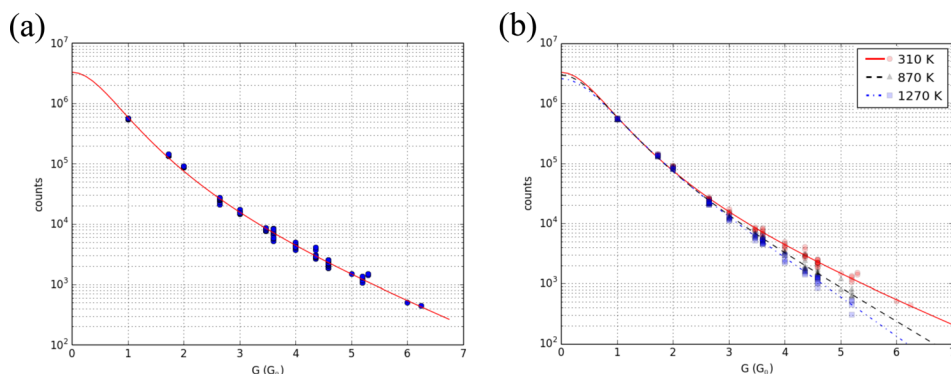 (a)
10⁷
10⁶
10⁵
10⁴
10³
10²
counts
0 1 2 3 4 5 6 7
G (G₀)
(b)
10⁷
10⁶
10⁵
10⁴
10³
10²
counts
0 1 2 3 4 5 6
G (G₀)
310 K
870 K
1270 K